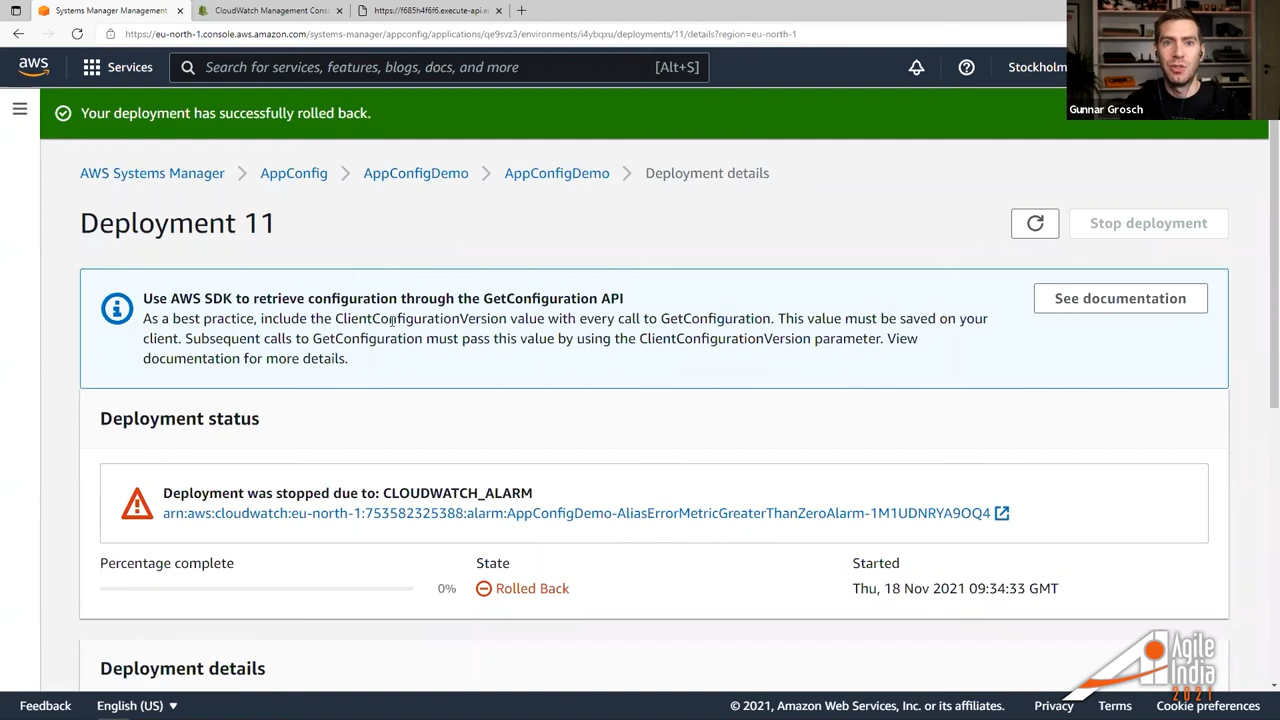 Systems Manager Management
CloudWatch Management Cons
https://f685h4f6f6.execute-api.e
https://eu-north-1.console.aws.amazon.com/systems-manager/appconfig/applications/qe9svz3/environments/i4ybqxu/deployments/11/details?region=eu-north-1
aws
Services
Search for services, features, blogs, docs, and more
[Alt+S]
Stockholm
Gunnar Grosch
Your deployment has successfully rolled back.
AWS Systems Manager
AppConfig
AppConfigDemo
AppConfigDemo
Deployment details
Deployment 11
Stop deployment
Use AWS SDK to retrieve configuration through the GetConfiguration API
As a best practice, include the ClientConfigurationVersion value with every call to GetConfiguration. This value must be saved on your
client. Subsequent calls to GetConfiguration must pass this value by using the ClientConfigurationVersion parameter. View
documentation for more details.
See documentation
Deployment status
Deployment was stopped due to: CLOUDWATCH_ALARM
arn:aws:cloudwatch:eu-north-1:753582325388:alarm:AppConfigDemo-AliasErrorMetricGreaterThanZeroAlarm-1M1UDNRYA9OQ4
Percentage complete
0%
State
Rolled Back
Started
Thu, 18 Nov 2021 09:34:33 GMT
Deployment details
Agile
India
2021
Feedback
English (US)
© 2021, Amazon Web Services, Inc. or its affiliates.
Privacy
Terms
Cookie preferences